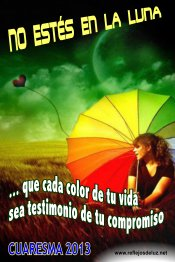 NO ESTÉS EN LA LUNA
... que cada color de tu vida
sea testimonio de tu compromiso
CUARESMA 2013
www.reflejosdeluz.net